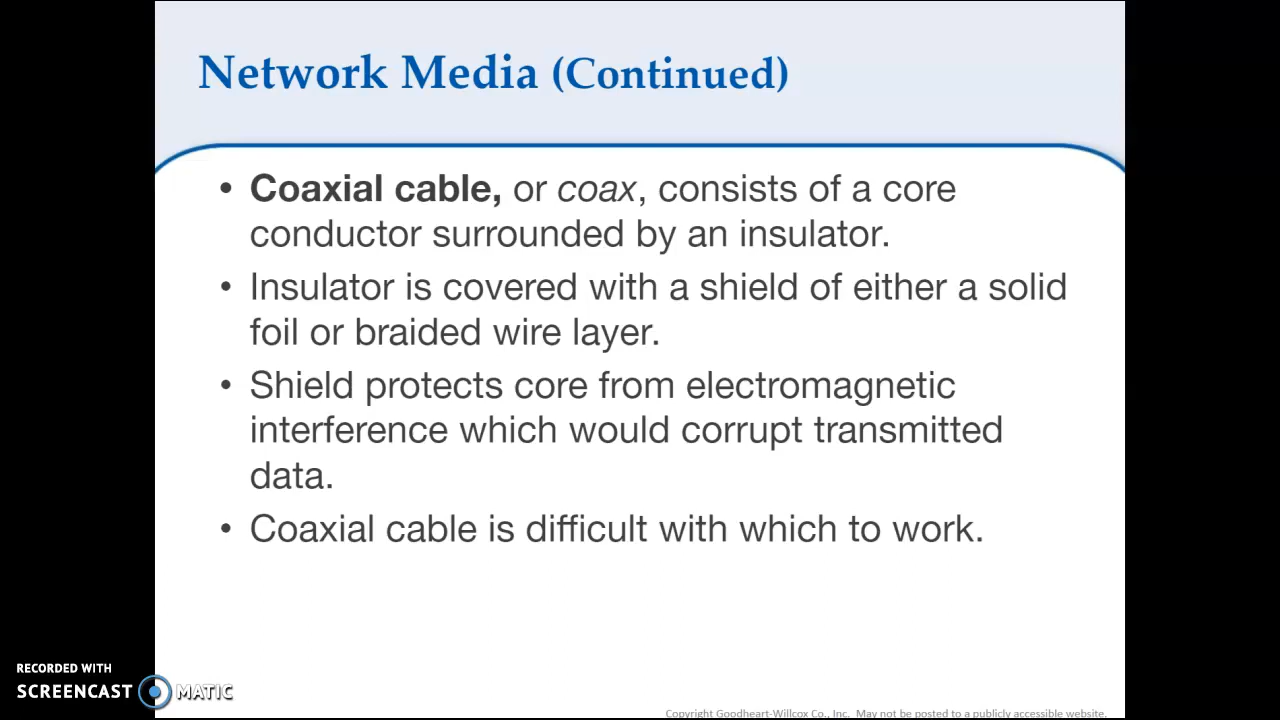 Network Media (Continued)
• Coaxial cable, or coax, consists of a core
conductor surrounded by an insulator.
• Insulator is covered with a shield of either a solid
foil or braided wire layer.
• Shield protects core from electromagnetic
interference which would corrupt transmitted
data.
• Coaxial cable is difficult with which to work.
RECORDED WITH
SCREENCAST MATIC
Copyright Goodheart-Willcox Co., Inc. May not be posted to a publicly accessible website.